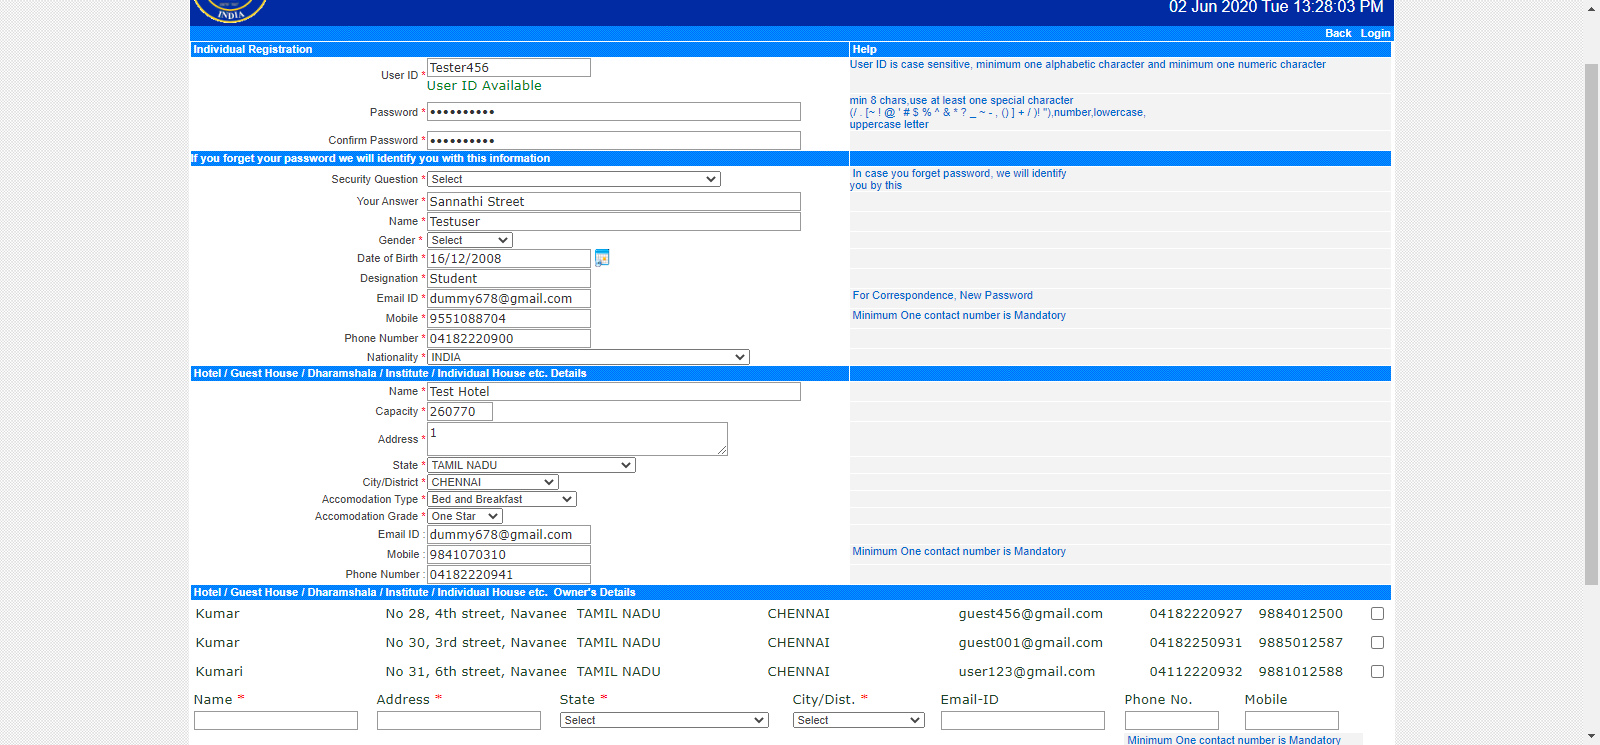 INDIA
02 Jun 2020 Tue 13:28:03 PM
Back Login
Individual Registration Help
User ID * Tester456 User ID is case sensitive, minimum one alphabetic character and minimum one numeric character
User ID Available
Password * •••••••••• min 8 chars,use at least one special character
(/ . [~ ! @ ' # $ % ^ & * ? _ ~ - , () ] + / )! "),number,lowercase,
uppercase letter
Confirm Password * ••••••••••
If you forget your password we will identify you with this information
Security Question * Select In case you forget password, we will identify
you by this
Your Answer * Sannathi Street
Name * Testuser
Gender * Select
Date of Birth * 16/12/2008
Designation * Student
Email ID * dummy678@gmail.com For Correspondence, New Password
Mobile * 9551088704 Minimum One contact number is Mandatory
Phone Number * 04182220900
Nationality * INDIA
Hotel / Guest House / Dharamshala / Institute / Individual House etc. Details
Name * Test Hotel
Capacity * 260770
Address * 1
State * TAMIL NADU
City/District * CHENNAI
Accomodation Type * Bed and Breakfast
Accomodation Grade * One Star
Email ID : dummy678@gmail.com
Mobile : 9841070310 Minimum One contact number is Mandatory
Phone Number : 04182220941
Hotel / Guest House / Dharamshala / Institute / Individual House etc. Owner's Details
Kumar No 28, 4th street, Navanee TAMIL NADU CHENNAI guest456@gmail.com 04182220927 9884012500
Kumar No 30, 3rd street, Navanee TAMIL NADU CHENNAI guest001@gmail.com 04182250931 9885012587
Kumari No 31, 6th street, Navanee TAMIL NADU CHENNAI user123@gmail.com 04112220932 9881012588
Name * Address * State * City/Dist. * Email-ID Phone No. Mobile
Select Select
Minimum One contact number is Mandatory